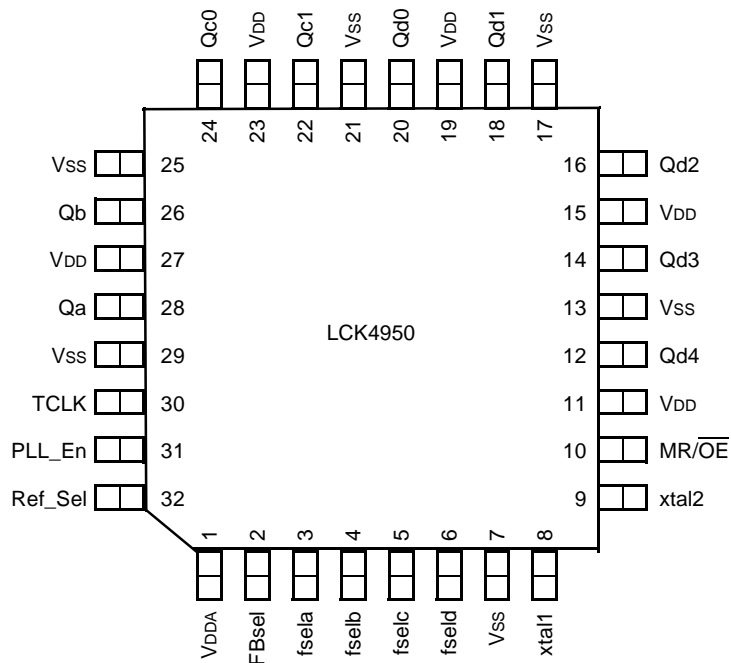 Qc0 VDD Qc1 VSS Qd0 VDD Qd1 VSS
24 23 22 21 20 19 18 17
VSS 25 16 Qd2
Qb 26 15 VDD
VDD 27 14 Qd3
Qa 28 13 VSS
LCK4950
VSS 29 12 Qd4
TCLK 30 11 VDD
PLL_En 31 10 MR/OE
Ref_Sel 32 9 xtal2
1 2 3 4 5 6 7 8
VDDA FBsel fsela fselb fselc fseld VSS xtal1